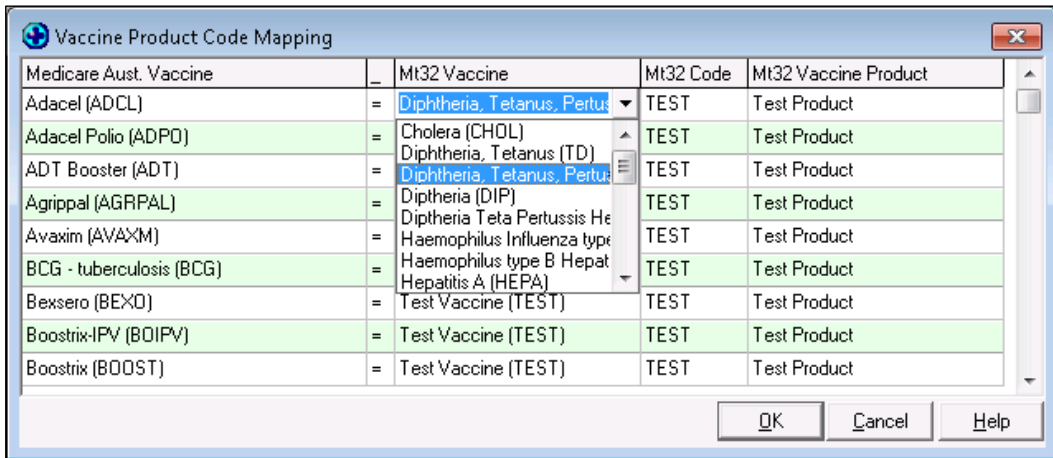 Vaccine Product Code Mapping
Medicare Aust. Vaccine _ Mt32 Vaccine Mt32 Code Mt32 Vaccine Product
Adacel (ADCL) = Diphtheria, Tetanus, Pertus TEST Test Product
Adacel Polio (ADPO) = Cholera (CHOL) TEST Test Product
Diphtheria, Tetanus (TD)
ADT Booster (ADT) = Diphtheria, Tetanus, Pertus TEST Test Product
Agrippal (AGRPAL) = Diptheria (DIP) TEST Test Product
Diptheria Teta Pertussis He
Avaxim (AVAXM) = Haemophilus Influenza type TEST Test Product
BCG - tuberculosis (BCG) = Haemophilus type B Hepat TEST Test Product
Hepatitis A (HEPA)
Bexsero (BEXO) = Test Vaccine (TEST) TEST Test Product
Boostrix-IPV (BOIPV) = Test Vaccine (TEST) TEST Test Product
Boostrix (BOOST) = Test Vaccine (TEST) TEST Test Product
OK Cancel Help